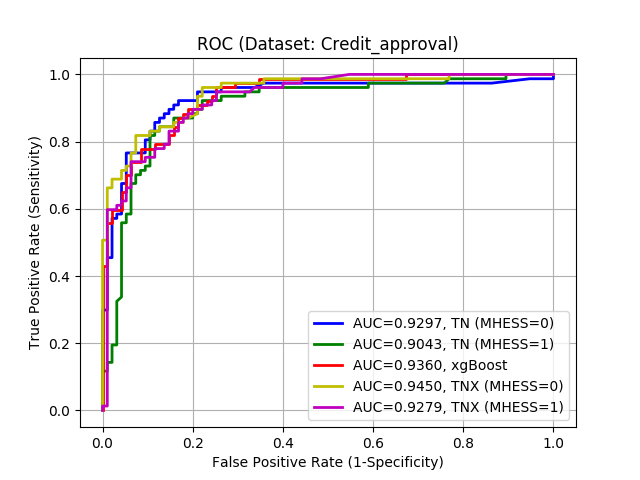 ROC (Dataset: Credit_approval)
1.0
0.8
0.6
0.4
0.2
0.0
True Positive Rate (Sensitivity)
AUC=0.9297, TN (MHESS=0)
AUC=0.9043, TN (MHESS=1)
AUC=0.9360, xgBoost
AUC=0.9450, TNX (MHESS=0)
AUC=0.9279, TNX (MHESS=1)
0.0 0.2 0.4 0.6 0.8 1.0
False Positive Rate (1-Specificity)